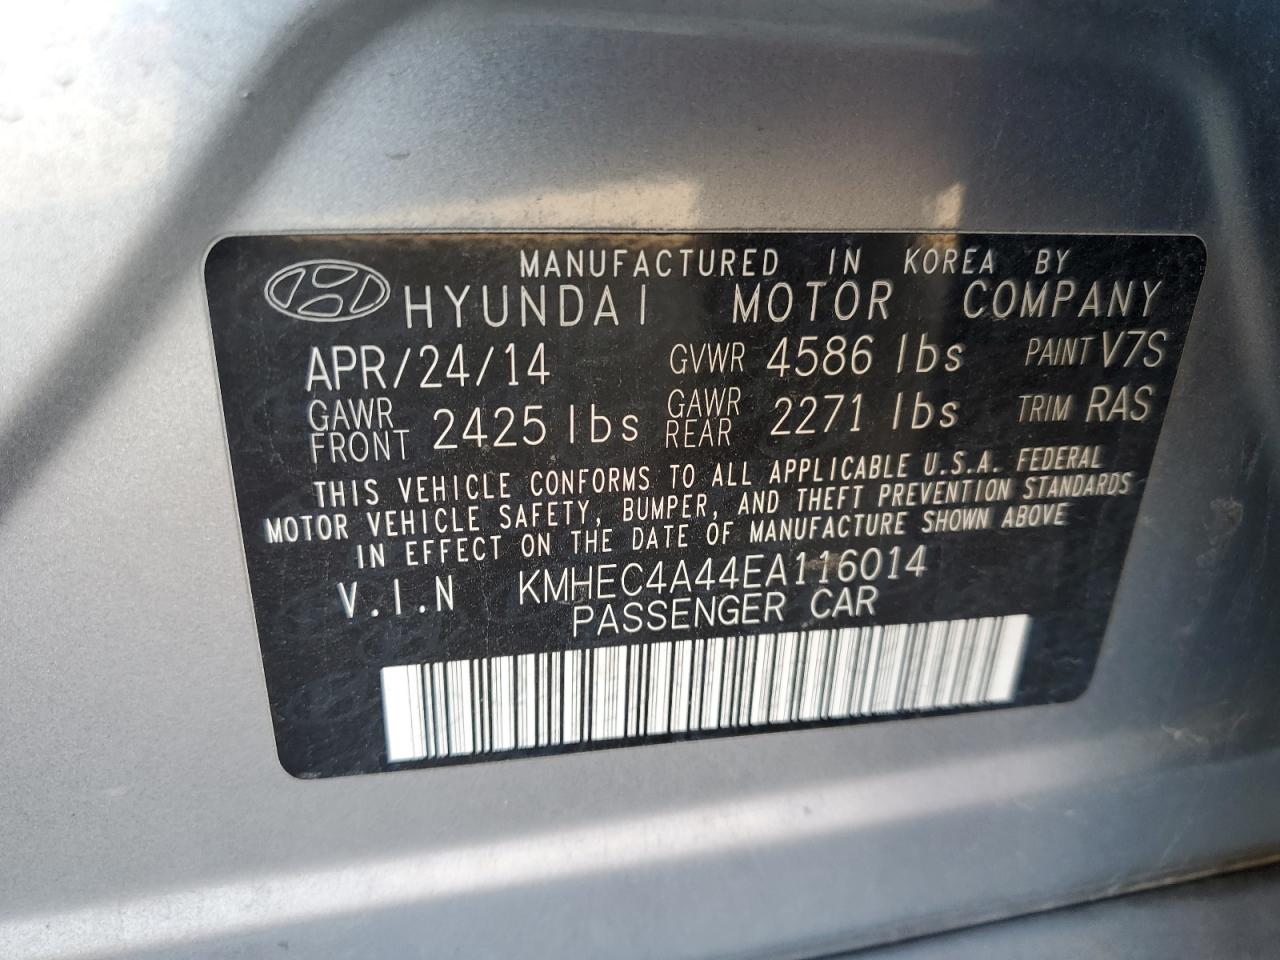 MANUFACTURED IN KOREA BY
HYUNDAI MOTOR COMPANY
APR/24/14 GVWR 4586 lbs PAINT V7S
GAWR FRONT 2425 lbs GAWR REAR 2271 lbs TRIM RAS
THIS VEHICLE CONFORMS TO ALL APPLICABLE U.S.A. FEDERAL
MOTOR VEHICLE SAFETY, BUMPER, AND THEFT PREVENTION STANDARDS
IN EFFECT ON THE DATE OF MANUFACTURE SHOWN ABOVE
V.I.N KMHEC4A44EA116014
PASSENGER CAR